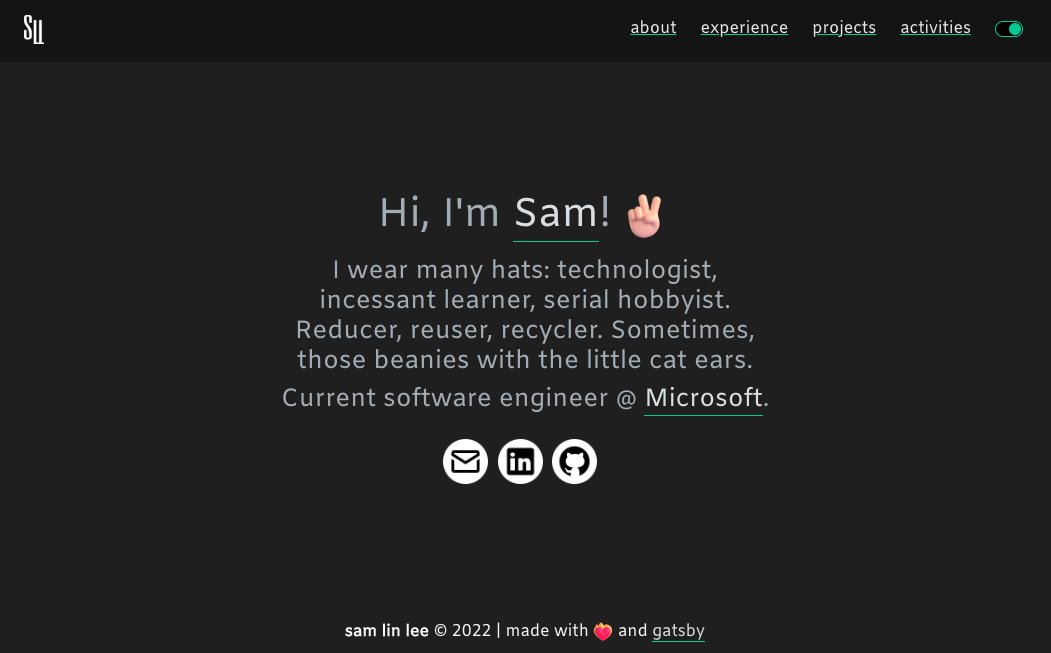 SLL
about experience projects activities
Hi, I'm Sam! ✌🏻
I wear many hats: technologist,
incessant learner, serial hobbyist.
Reducer, reuser, recycler. Sometimes,
those beanies with the little cat ears.
Current software engineer @ Microsoft.
in
sam lin lee © 2022 | made with 💝 and gatsby